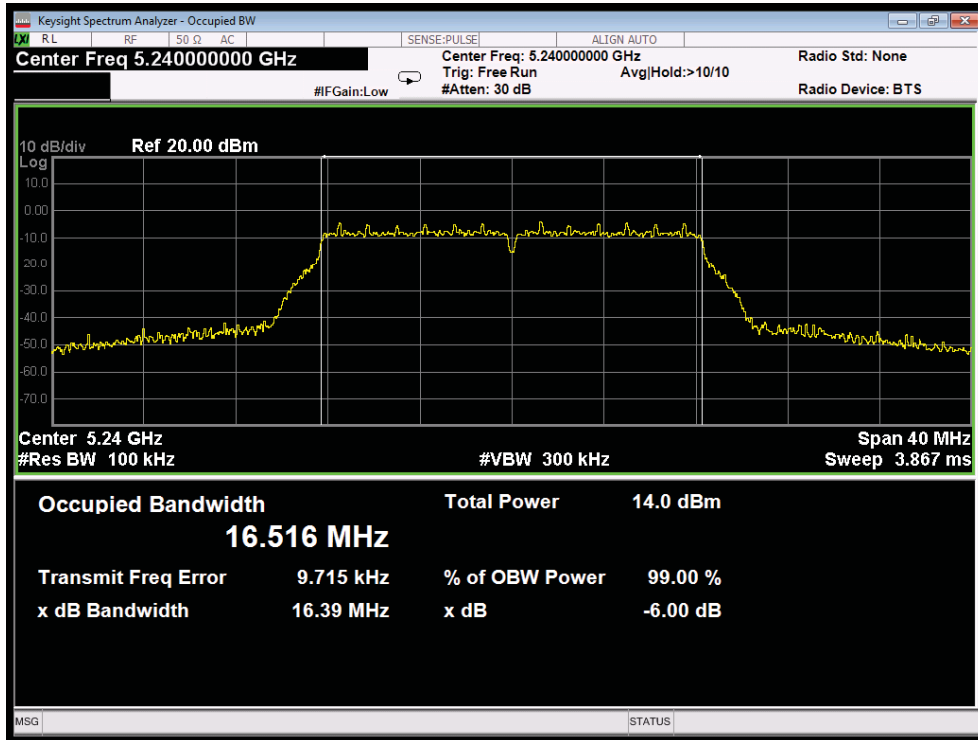 Keysight Spectrum Analyzer - Occupied BW
LXI RL RF 50 Ω AC SENSE:PULSE ALIGN AUTO
Center Freq 5.240000000 GHz Center Freq: 5.240000000 GHz Radio Std: None
Trig: Free Run Avg|Hold:>10/10
#IFGain:Low #Atten: 30 dB Radio Device: BTS
10 dB/div Ref 20.00 dBm
Log
10.0
0.00
-10.0
-20.0
-30.0
-40.0
-50.0
-60.0
-70.0
Center 5.24 GHz Span 40 MHz
#Res BW 100 kHz #VBW 300 kHz Sweep 3.867 ms
Occupied Bandwidth Total Power 14.0 dBm
16.516 MHz
Transmit Freq Error 9.715 kHz % of OBW Power 99.00 %
x dB Bandwidth 16.39 MHz x dB -6.00 dB
MSG STATUS